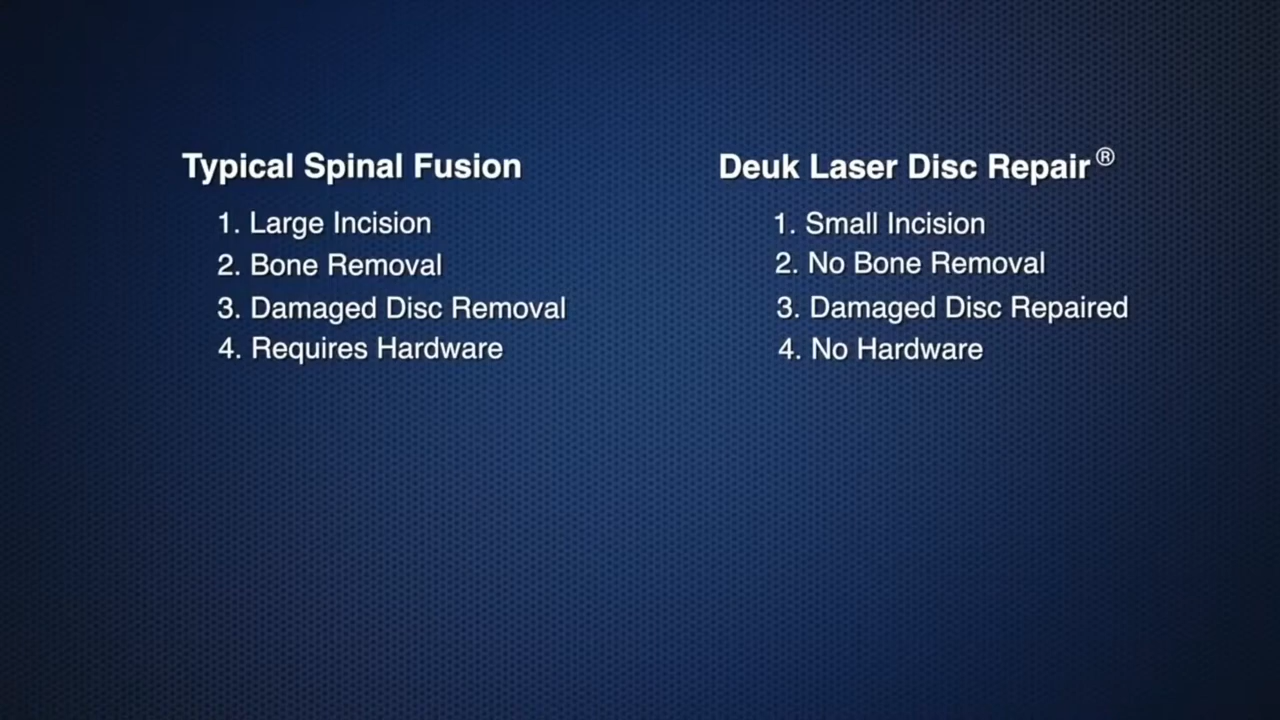 Typical Spinal Fusion
1. Large Incision
2. Bone Removal
3. Damaged Disc Removal
4. Requires Hardware
Deuk Laser Disc Repair®
1. Small Incision
2. No Bone Removal
3. Damaged Disc Repaired
4. No Hardware